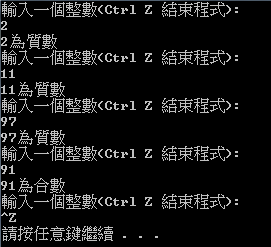 輸入一個整數(Ctrl Z 結束程式):
2
2為質數
輸入一個整數(Ctrl Z 結束程式):
11
11為質數
輸入一個整數(Ctrl Z 結束程式):
97
97為質數
輸入一個整數(Ctrl Z 結束程式):
91
91為合數
輸入一個整數(Ctrl Z 結束程式):
^Z
請按任意鍵繼續 . . .